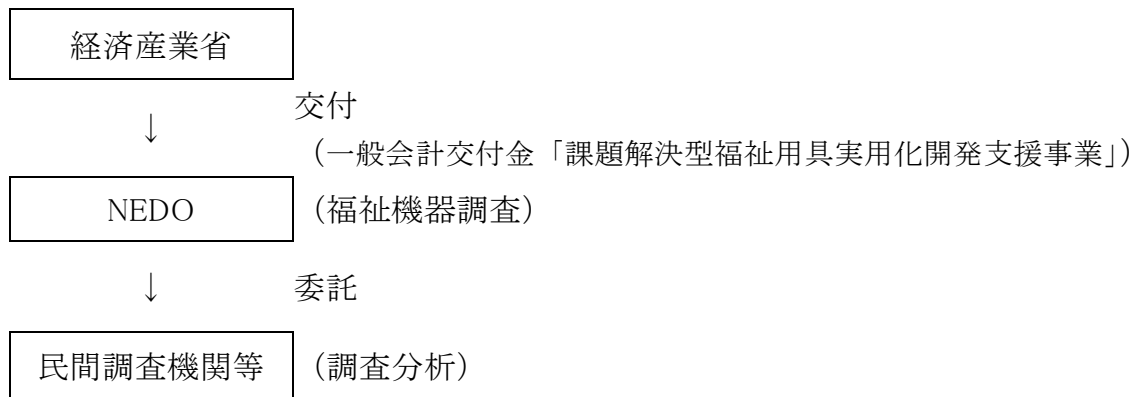 経済産業省
↓ 交付
(一般会計交付金「課題解決型福祉用具実用化開発支援事業」)
NEDO (福祉機器調査)
↓ 委託
民間調査機関等 (調査分析)